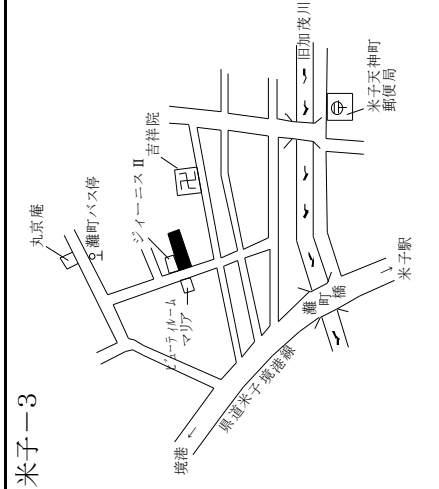 米子－3
丸京庵
灘町バス停
ジィーニスⅡ
吉祥院
旧加茂川
米子天神町
郵便局
ビューティルーム
マリア
灘町橋
米子駅
県道米子境港線
境港